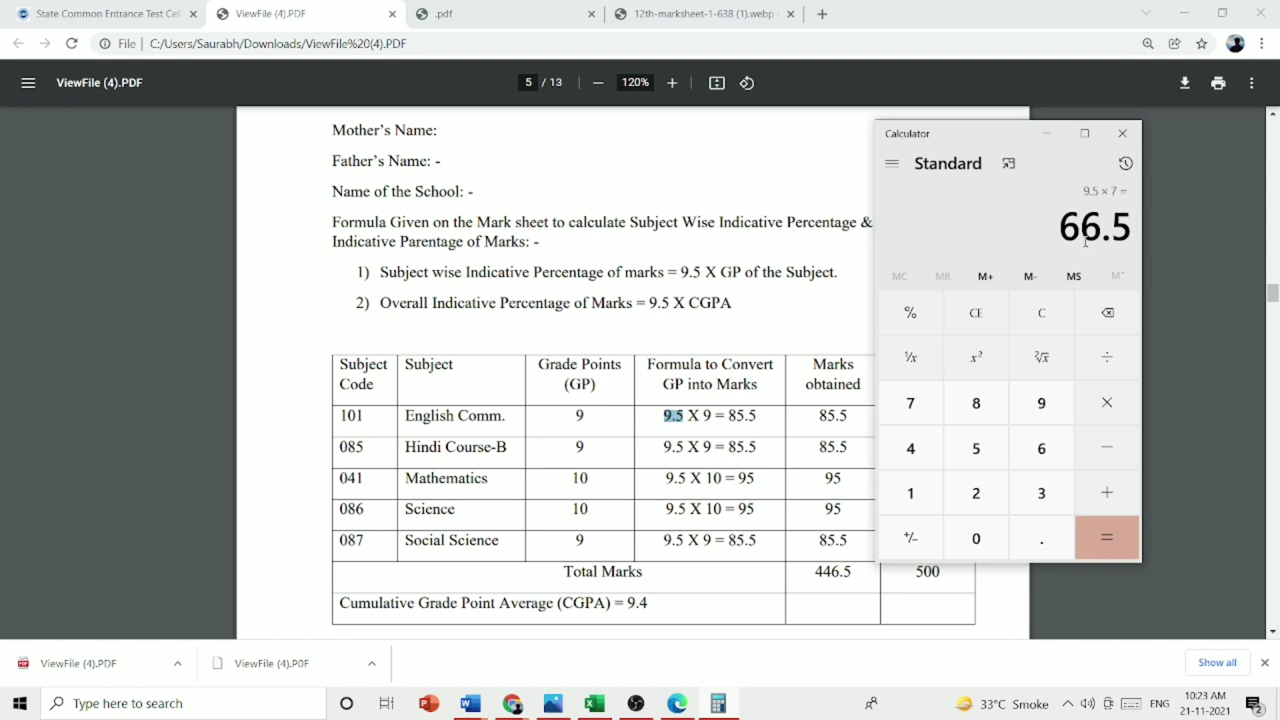 State Common Entrance Test Cel
ViewFile (4).PDF
.pdf
12th-marksheet-1-638 (1).webp (
File
C:/Users/Saurabh/Downloads/ViewFile%20(4).PDF
ViewFile (4).PDF
5 / 13
120%
Mother's Name:
Father's Name: -
Name of the School: -
Formula Given on the Mark sheet to calculate Subject Wise Indicative Percentage &
Indicative Parentage of Marks: -
1) Subject wise Indicative Percentage of marks = 9.5 X GP of the Subject.
2) Overall Indicative Percentage of Marks = 9.5 X CGPA
Subject Code Subject Grade Points (GP) Formula to Convert GP into Marks Marks obtained
101 English Comm. 9 9.5 X 9 = 85.5 85.5
085 Hindi Course-B 9 9.5 X 9 = 85.5 85.5
041 Mathematics 10 9.5 X 10 = 95 95
086 Science 10 9.5 X 10 = 95 95
087 Social Science 9 9.5 X 9 = 85.5 85.5
Total Marks 446.5 500
Cumulative Grade Point Average (CGPA) = 9.4
Calculator
Standard
9.5 × 7 =
66.5
MC MR M+ M- MS M˅
% CE C
¹/x x² ²√x ÷
7 8 9 ×
4 5 6 −
1 2 3 +
+/− 0 . =
ViewFile (4).PDF
ViewFile (4).P0F
Show all
Type here to search
33°C Smoke
ENG
10:23 AM
21-11-2021
2